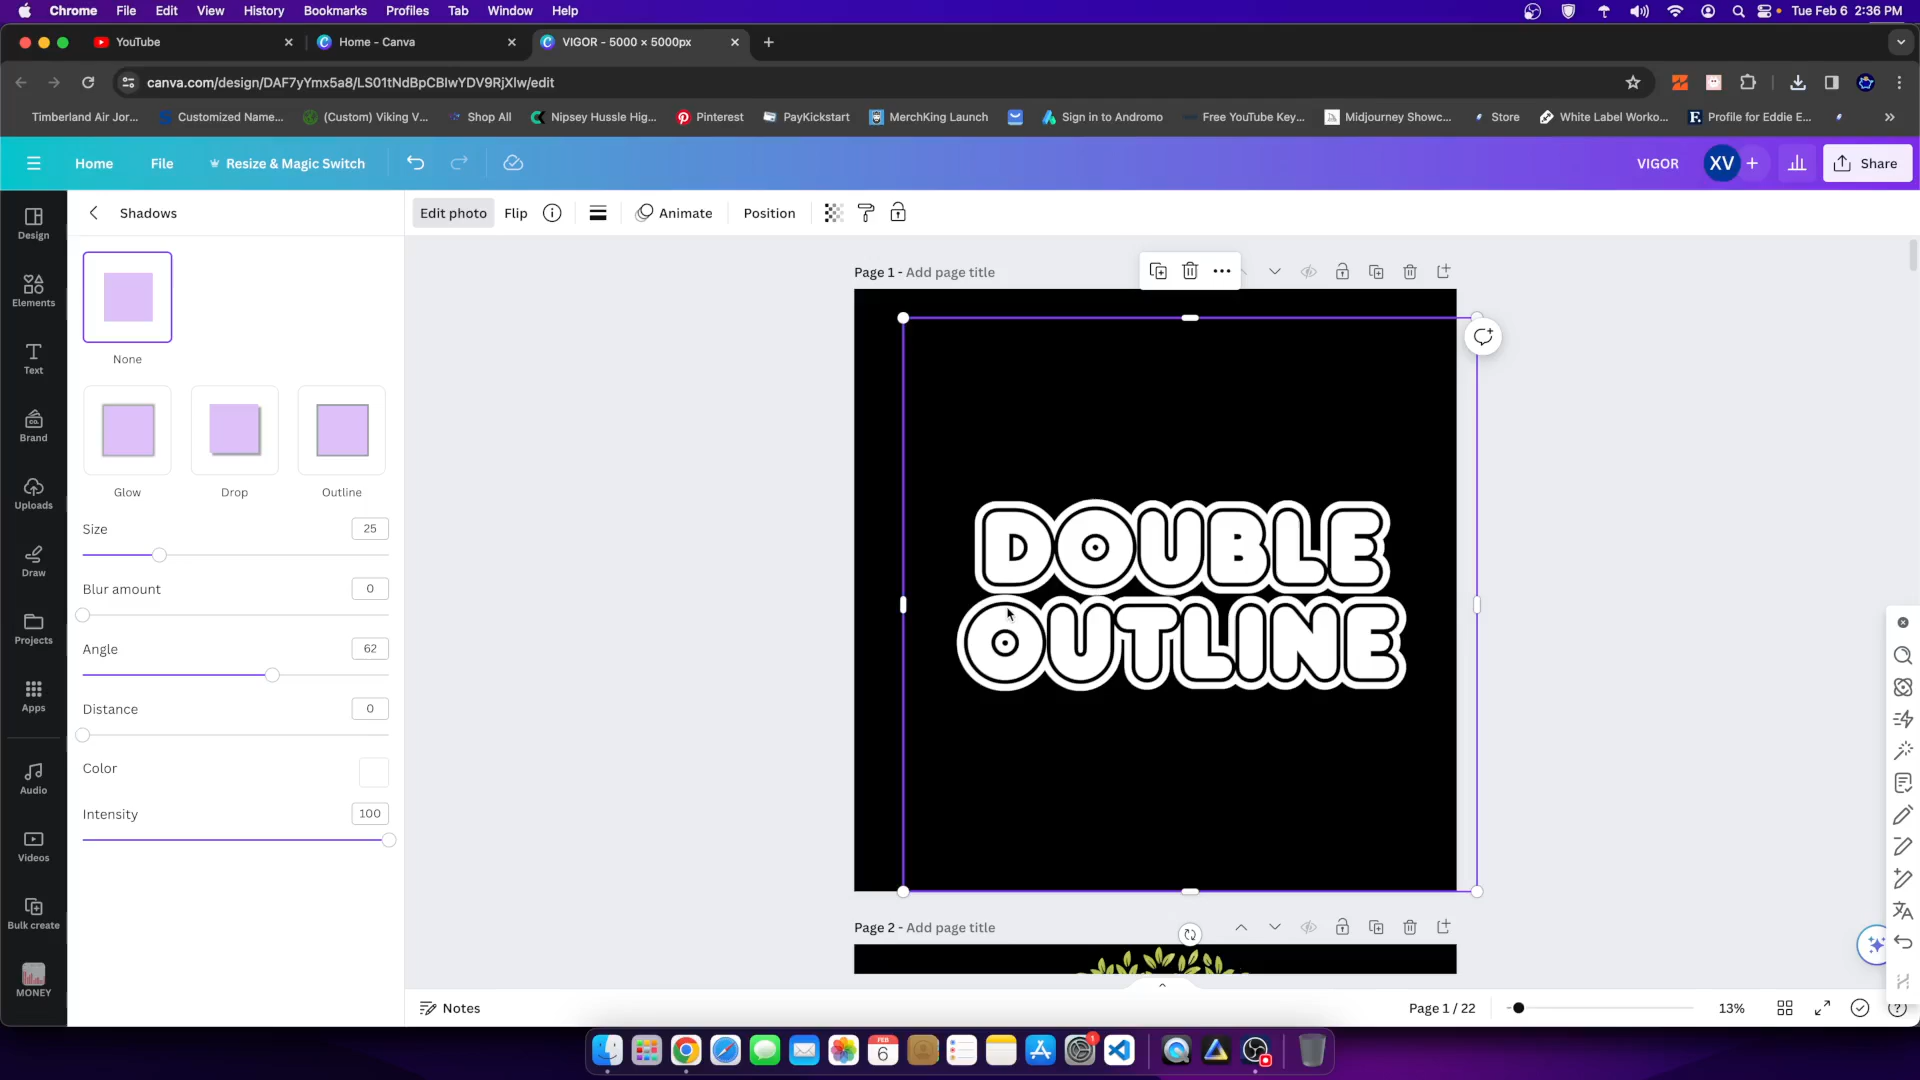 Chrome File Edit View History Bookmarks Profiles Tab Window Help Tue Feb 6 2:36 PM
YouTube Home - Canva VIGOR - 5000 × 5000px
canva.com/design/DAF7yYmx5a8/LS01tNdBpCBIwYDV9RjXIw/edit
Timberland Air Jor... Customized Name... (Custom) Viking V... Shop All Nipsey Hussle Hig... Pinterest PayKickstart MerchKing Launch Sign in to Andromo Free YouTube Key... Midjourney Showc... Store White Label Worko... Profile for Eddie E...
Home File Resize & Magic Switch VIGOR XV Share
Design
Elements
Text
Brand
Uploads
Draw
Projects
Apps
Audio
Videos
Bulk create
MONEY
Shadows
None
Glow Drop Outline
Size 25
Blur amount 0
Angle 62
Distance 0
Color
Intensity 100
Edit photo Flip Animate Position
Page 1 - Add page title
DOUBLE
OUTLINE
Page 2 - Add page title
Notes Page 1 / 22 13%
FEB
6
1